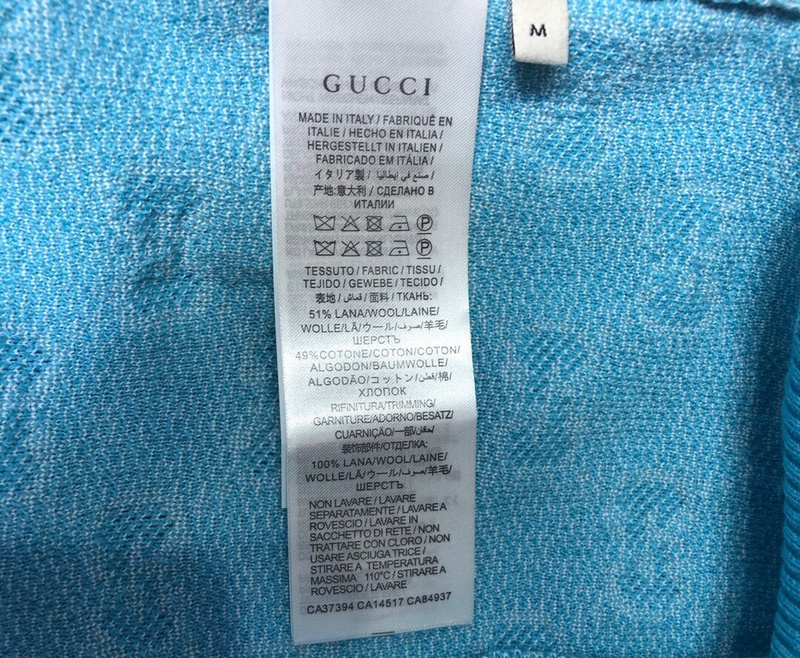 M
GUCCI
MADE IN ITALY / FABRIQUÉ EN
ITALIE / HECHO EN ITALIA /
HERGESTELLT IN ITALIEN /
FABRICADO EM ITÁLIA /
イタリア製 / صنع في إيطاليا /
产地:意大利 / СДЕЛАНО В
ИТАЛИИ
TESSUTO / FABRIC / TISSU /
TEJIDO / GEWEBE / TECIDO /
表地 / قماش / 面料 / ТКАНЬ:
51% LANA/WOOL/LAINE/
WOLLE/LÃ/ウール/صوف/羊毛/
ШЕРСТЬ
49%COTONE/COTON/COTON/
ALGODON/BAUMWOLLE/
ALGODÃO/コットン/قطن/棉/
ХЛОПОК
RIFINITURA/TRIMMING/
GARNITURE/ADORNO/BESATZ/
CUARNIÇÃO/一部/حافة/
装饰部件/ОТДЕЛКА:
100% LANA/WOOL/LAINE/
WOLLE/LÃ/ウール/صوف/羊毛/
ШЕРСТЬ
NON LAVARE / LAVARE
SEPARATAMENTE / LAVARE A
ROVESCIO / LAVARE IN
SACCHETTO DI RETE / NON
TRATTARE CON CLORO / NON
USARE ASCIUGATRICE /
STIRARE A TEMPERATURA
MASSIMA 110°C / STIRARE A
ROVESCIO / LAVARE
CA37394 CA14517 CA84937